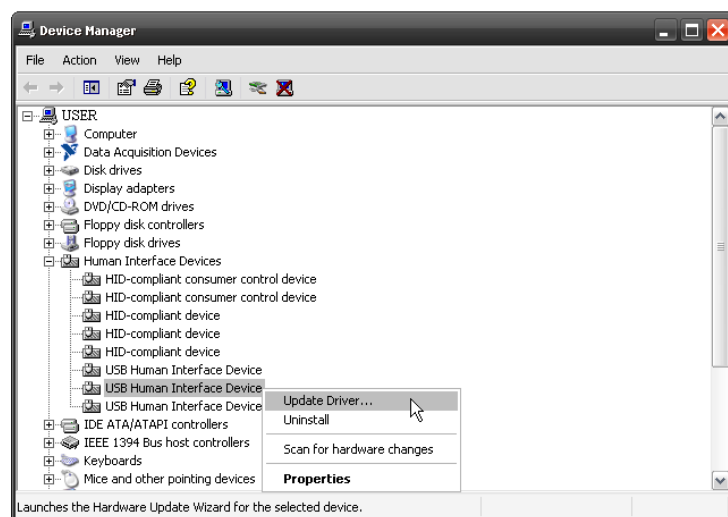 Device Manager
File Action View Help
USER
Computer
Data Acquisition Devices
Disk drives
Display adapters
DVD/CD-ROM drives
Floppy disk controllers
Floppy disk drives
Human Interface Devices
HID-compliant consumer control device
HID-compliant consumer control device
HID-compliant device
HID-compliant device
HID-compliant device
USB Human Interface Device
USB Human Interface Device
USB Human Interface Device
IDE ATA/ATAPI controllers
IEEE 1394 Bus host controllers
Keyboards
Mice and other pointing devices
Update Driver...
Uninstall
Scan for hardware changes
Properties
Launches the Hardware Update Wizard for the selected device.